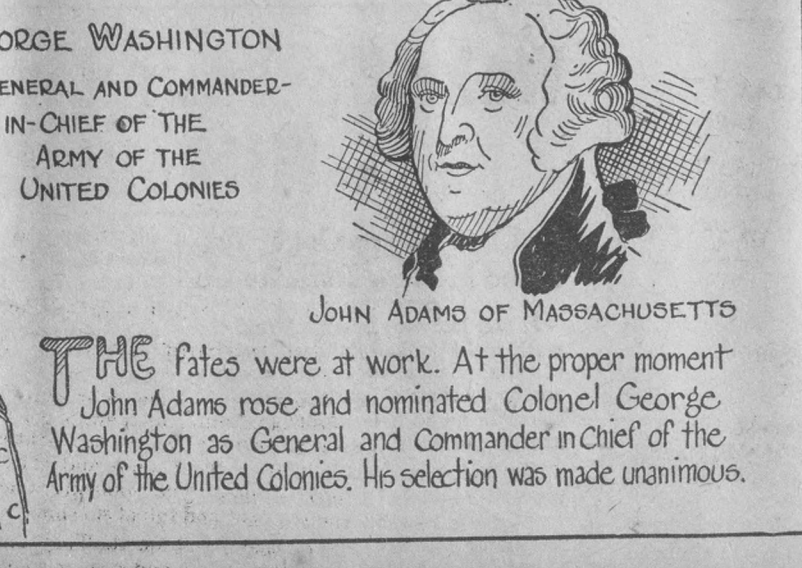 ORGE WASHINGTON
ENERAL AND COMMANDER-
IN-CHIEF OF THE
ARMY OF THE
UNITED COLONIES
JOHN ADAMS OF MASSACHUSETTS
THE fates were at work. At the proper moment
John Adams rose and nominated Colonel George
Washington as General and Commander in Chief of the
Army of the United Colonies. His selection was made unanimous.
C
C